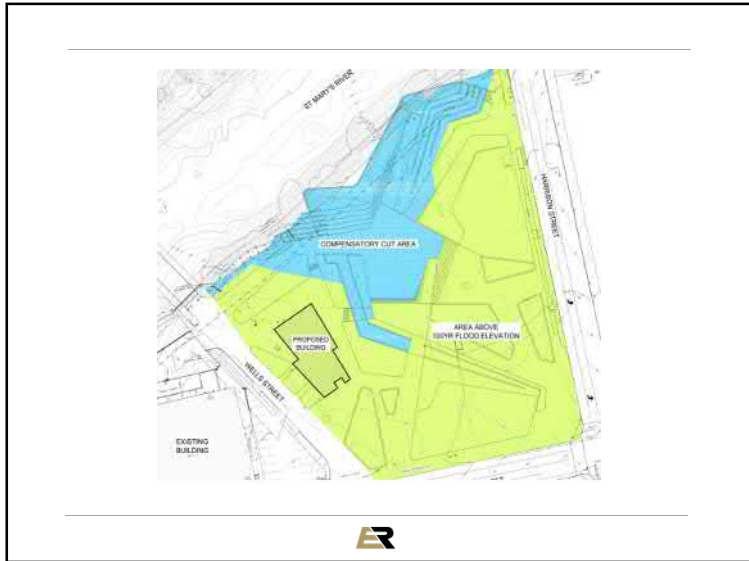 ST MARY'S RIVER
HARRISON STREET
COMPENSATORY CUT AREA
AREA ABOVE
100YR FLOOD ELEVATION
PROPOSED
BUILDING
WELLS STREET
EXISTING
BUILDING
ER